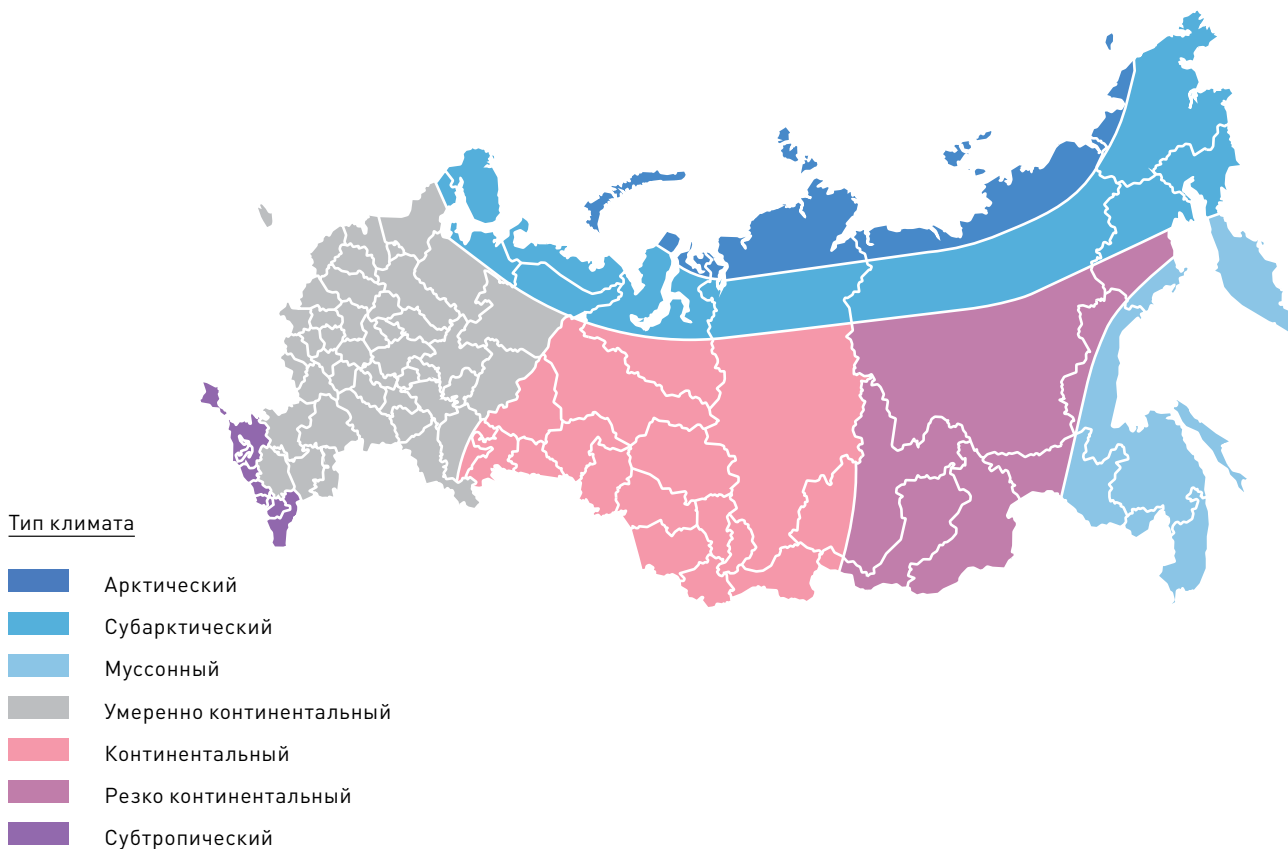 Тип климата
Арктический
Субарктический
Муссонный
Умеренно континентальный
Континентальный
Резко континентальный
Субтропический